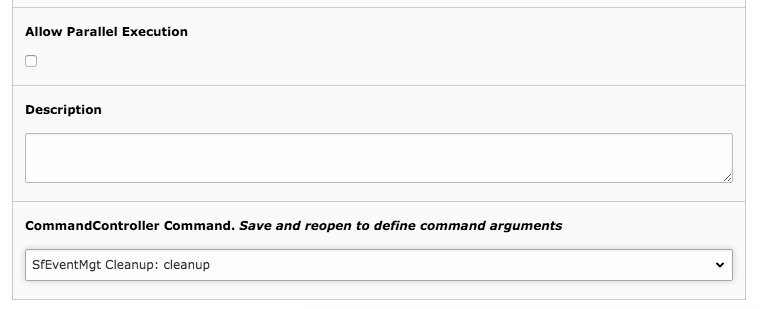 Allow Parallel Execution
Description
CommandController Command. Save and reopen to define command arguments
SfEventMgt Cleanup: cleanup